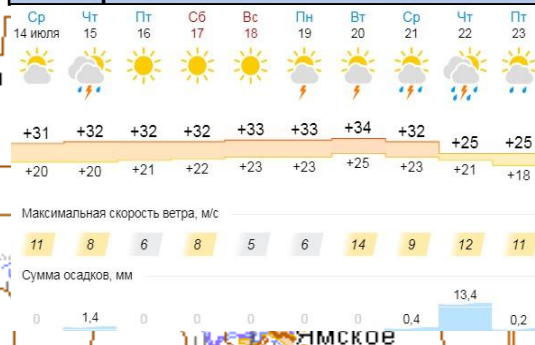 Ср Чт Пт Сб Вс Пн Вт Ср Чт Пт
14 июля 15 16 17 18 19 20 21 22 23
+31 +32 +32 +32 +33 +33 +34 +32 +25 +25
+20 +20 +21 +22 +23 +23 +25 +23 +21 +18
Максимальная скорость ветра, м/с
11 8 6 8 5 6 14 9 12 11
Сумма осадков, мм
0 1,4 0 0 0 0 0 0,4 13,4 0,2
Ямское